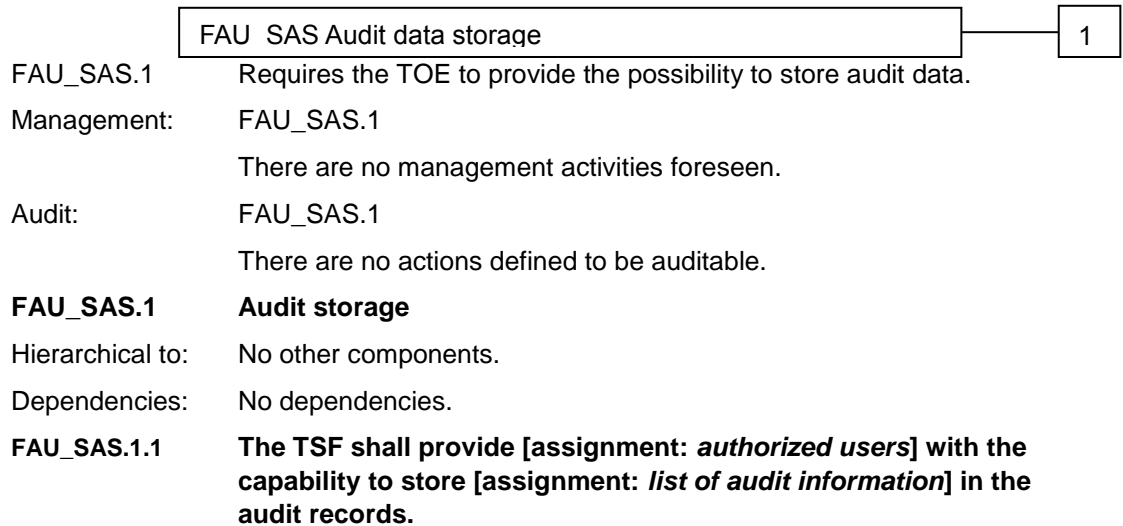 FAU SAS Audit data storage 1
FAU_SAS.1 Requires the TOE to provide the possibility to store audit data.
Management: FAU_SAS.1
There are no management activities foreseen.
Audit: FAU_SAS.1
There are no actions defined to be auditable.
FAU_SAS.1 Audit storage
Hierarchical to: No other components.
Dependencies: No dependencies.
FAU_SAS.1.1 The TSF shall provide [assignment: authorized users] with the
capability to store [assignment: list of audit information] in the
audit records.